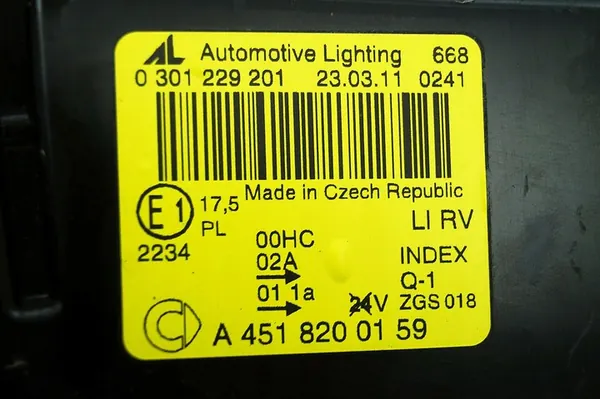 AL Automotive Lighting 668
0 301 229 201 23.03.11 0241
Made in Czech Republic
E1 17,5 LI RV
PL
2234 00HC INDEX
02A Q-1
01 1a 24V ZGS 018
A 451 820 01 59